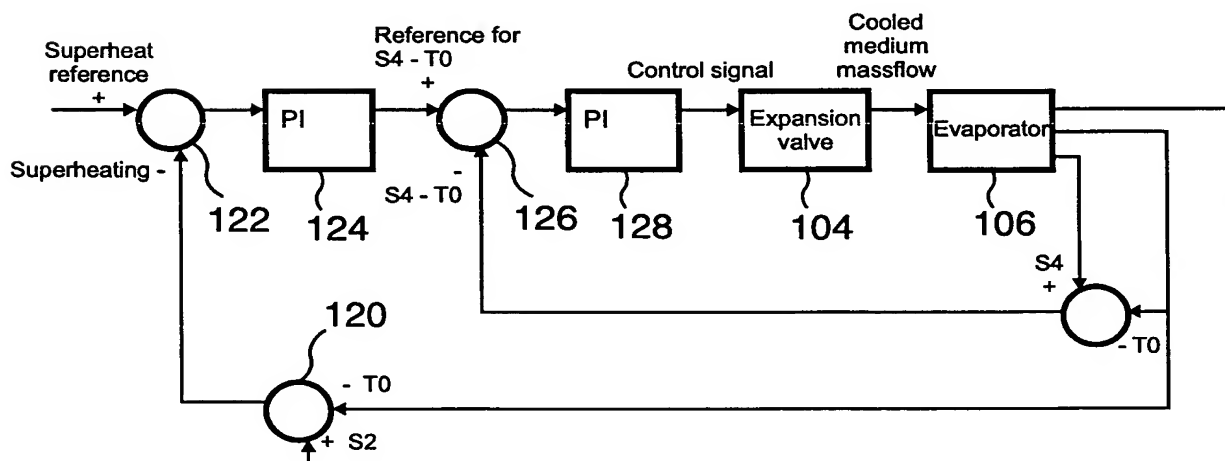 Superheat
reference
+
Reference for
S4 - T0
+
Control signal
Cooled
medium
massflow
PI
PI
Expansion
valve
Evaporator
Superheating -
-
S4 - T0
122
124
126
128
104
106
S4
+
- T0
120
- T0
+ S2